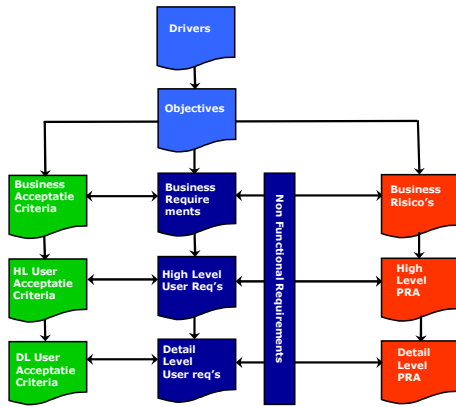 Drivers
Objectives
Business
Acceptatie
Criteria
Business
Require
ments
Non Functional Requirements
Business
Risico's
HL User
Acceptatie
Criteria
High Level
User Req's
High
Level
PRA
DL User
Acceptatie
Criteria
Detail
Level
User req's
Detail
Level
PRA